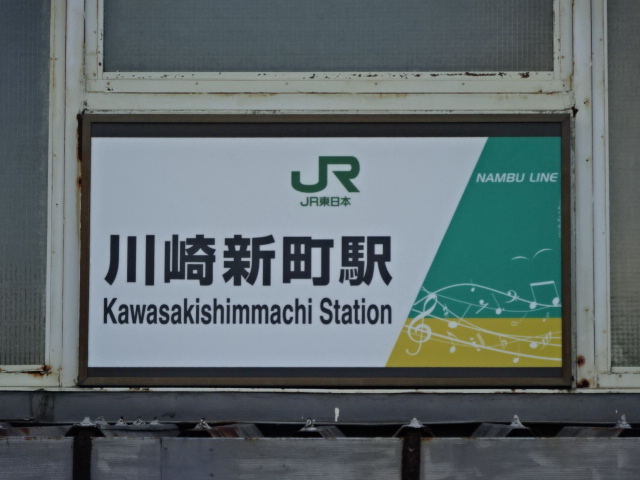 JR
JR東日本
NAMBU LINE
川崎新町駅
Kawasakishimmachi Station